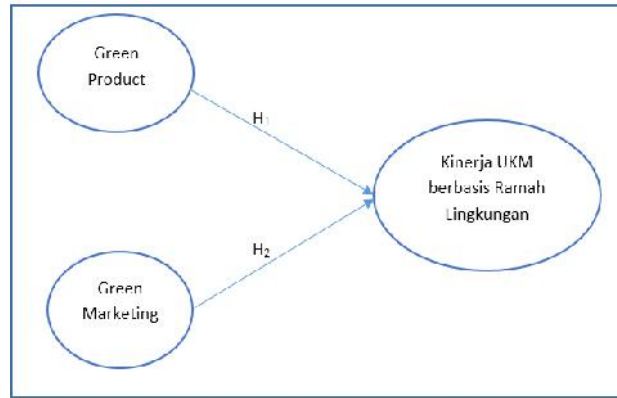 Green
Product
H₁
Kinerja UKM
berbasis Ramah
Lingkungan
H₂
Green
Marketing